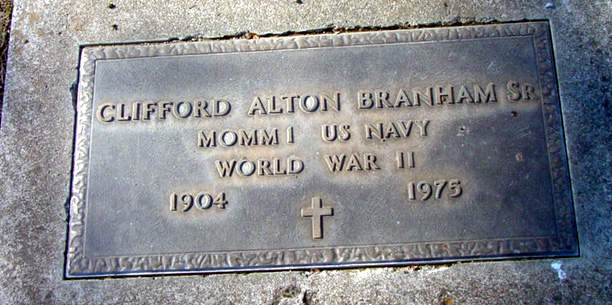 CLIFFORD ALTON BRANHAM SR
MOMM1 US NAVY
WORLD WAR II
1904 1975